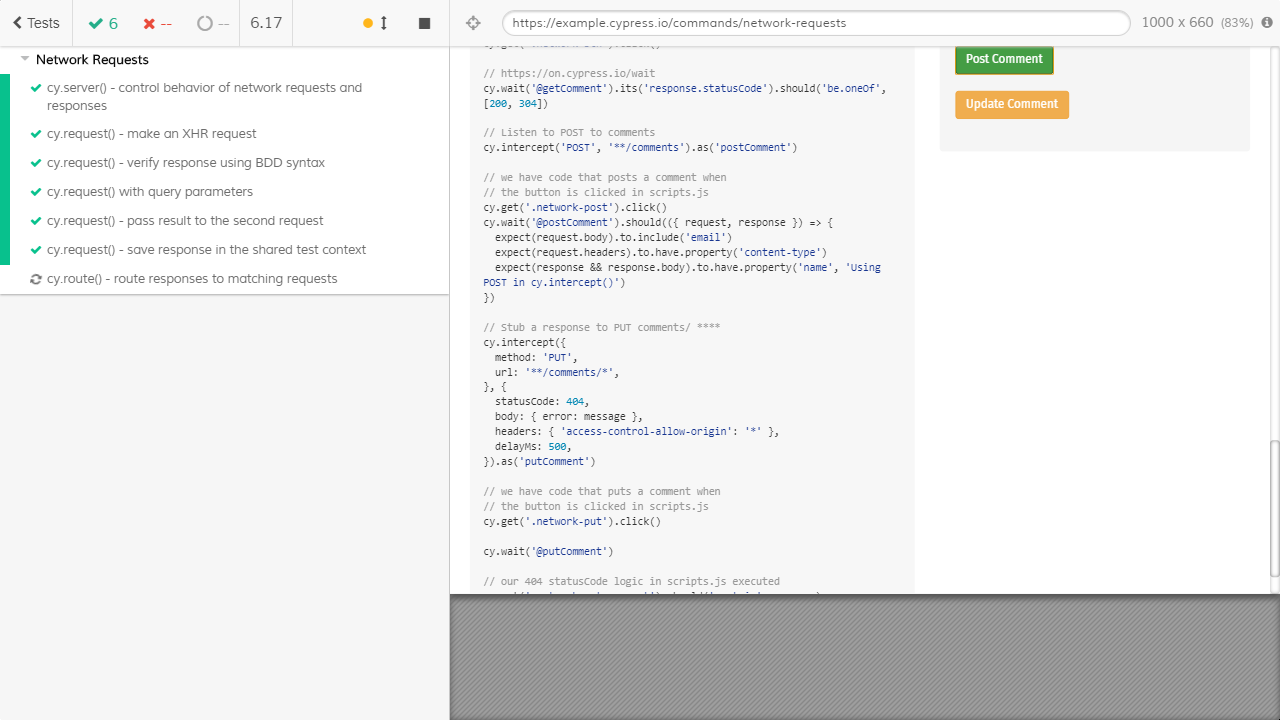 Tests
6
--
--
6.17
https://example.cypress.io/commands/network-requests
1000 x 660 (83%)
Network Requests
cy.server() - control behavior of network requests and
responses
cy.request() - make an XHR request
cy.request() - verify response using BDD syntax
cy.request() with query parameters
cy.request() - pass result to the second request
cy.request() - save response in the shared test context
cy.route() - route responses to matching requests
// https://on.cypress.io/wait
cy.wait('@getComment').its('response.statusCode').should('be.oneOf',
[200, 304])
// Listen to POST to comments
cy.intercept('POST', '**/comments').as('postComment')
// we have code that posts a comment when
// the button is clicked in scripts.js
cy.get('.network-post').click()
cy.wait('@postComment').should(({ request, response }) => {
expect(request.body).to.include('email')
expect(request.headers).to.have.property('content-type')
expect(response && response.body).to.have.property('name', 'Using
POST in cy.intercept()')
})
// Stub a response to PUT comments/ ****
cy.intercept({
method: 'PUT',
url: '**/comments/*',
}, {
statusCode: 404,
body: { error: message },
headers: { 'access-control-allow-origin': '*' },
delayMs: 500,
}).as('putComment')
// we have code that puts a comment when
// the button is clicked in scripts.js
cy.get('.network-put').click()
cy.wait('@putComment')
// our 404 statusCode logic in scripts.js executed
Post Comment
Update Comment